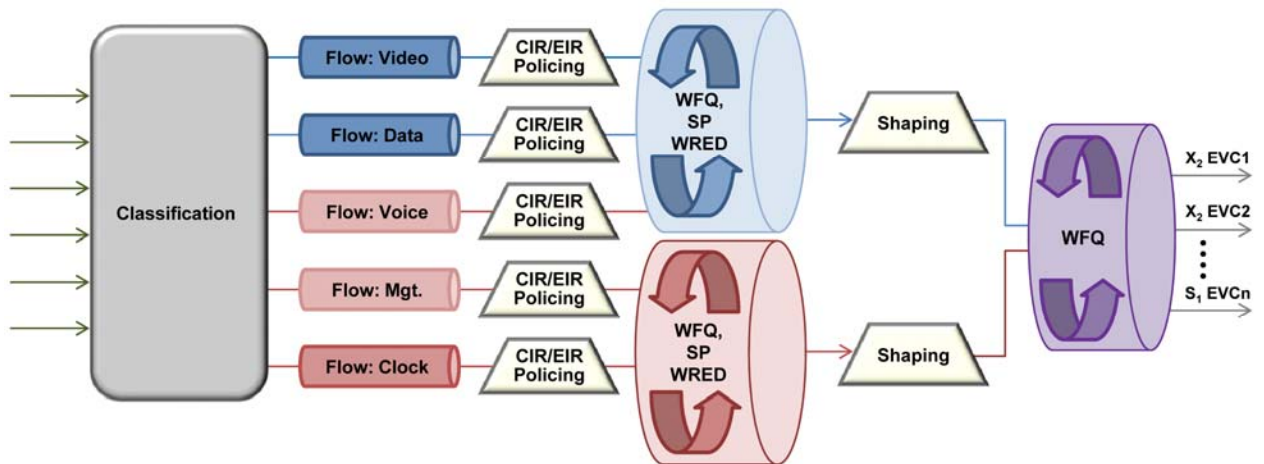 Classification
Flow: Video
Flow: Data
Flow: Voice
Flow: Mgt.
Flow: Clock
CIR/EIR
Policing
CIR/EIR
Policing
CIR/EIR
Policing
CIR/EIR
Policing
CIR/EIR
Policing
WFQ,
SP
WRED
WFQ,
SP
WRED
Shaping
Shaping
WFQ
X₂ EVC1
X₂ EVC2
S₁ EVCn